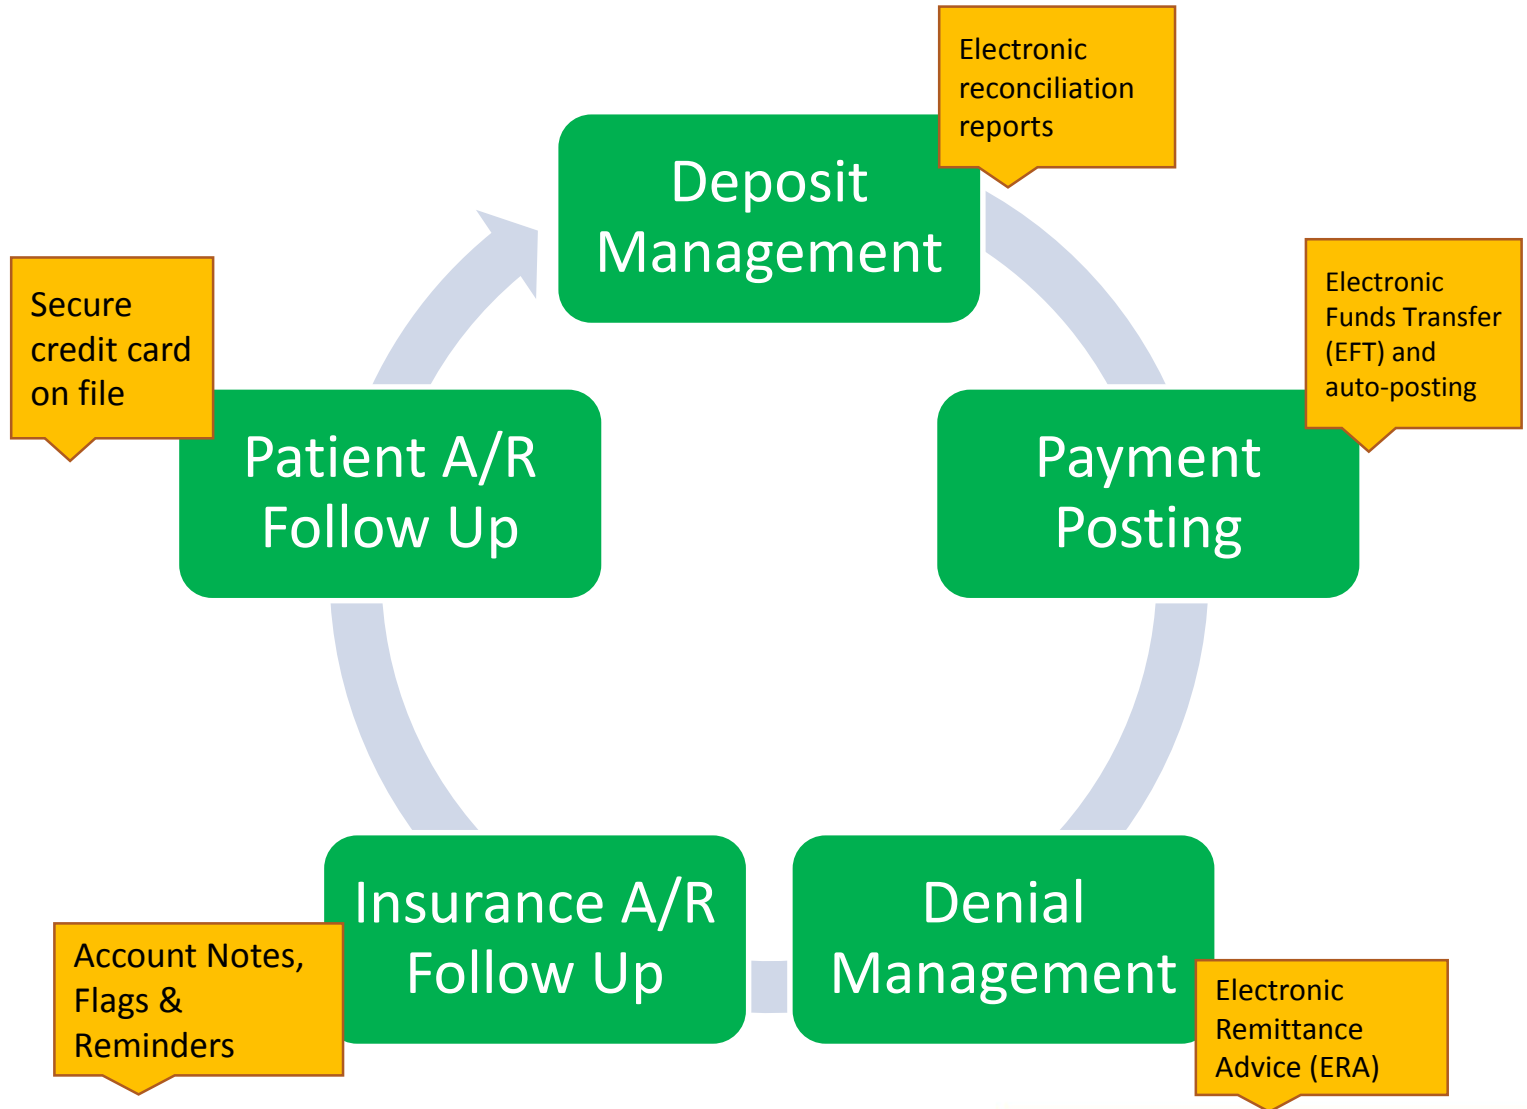 Electronic
reconciliation
reports
Deposit
Management
Electronic
Funds Transfer
(EFT) and
auto-posting
Payment
Posting
Denial
Management
Electronic
Remittance
Advice (ERA)
Insurance A/R
Follow Up
Account Notes,
Flags &
Reminders
Patient A/R
Follow Up
Secure
credit card
on file